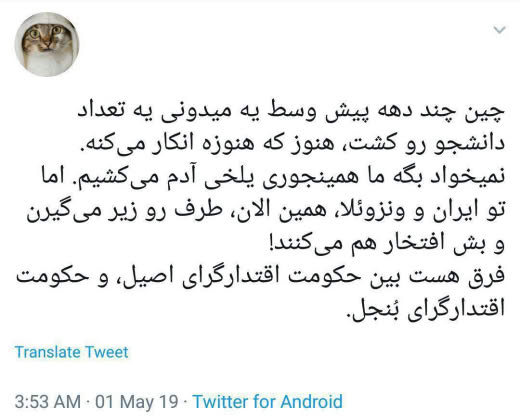 چین چند دهه پیش وسط یه میدونی یه تعداد
دانشجو رو کشت، هنوز که هنوزه انکار می‌کنه.
نمیخواد بگه ما همینجوری یلخی آدم می‌کشیم. اما
تو ایران و ونزوئلا، همین الان، طرف رو زیر می‌گیرن
و بش افتخار هم می‌کنند!
فرق هست بین حکومت اقتدارگرای اصیل، و حکومت
اقتدارگرای بُنجل.
Translate Tweet
3:53 AM · 01 May 19 · Twitter for Android